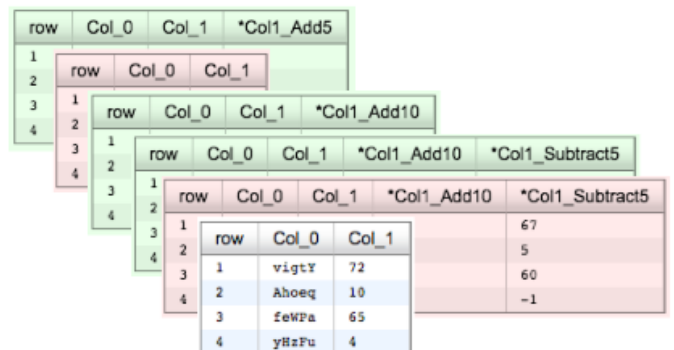 row Col_0 Col_1 *Col1_Add5
1
2
3
4
row Col_0 Col_1
1
2
3
4
row Col_0 Col_1 *Col1_Add10
1
2
3
4
row Col_0 Col_1 *Col1_Add10 *Col1_Subtract5
1
2
3
4
row Col_0 Col_1 *Col1_Add10 *Col1_Subtract5
1 67
2 5
3 60
4 -1
row Col_0 Col_1
1 vigtY 72
2 Ahoeq 10
3 feWPa 65
4 yHzFu 4